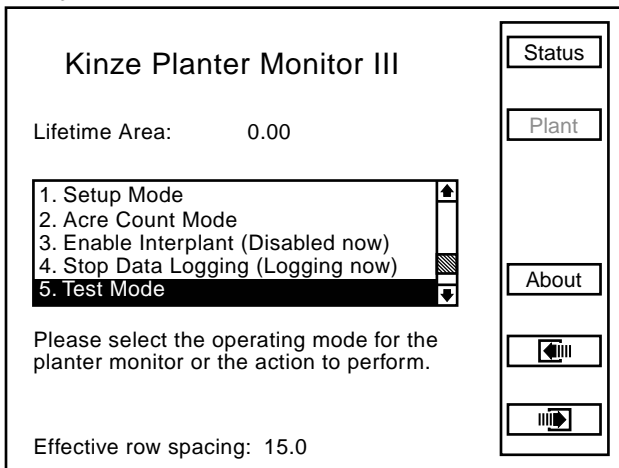 Kinze Planter Monitor III
Lifetime Area: 0.00
1. Setup Mode
2. Acre Count Mode
3. Enable Interplant (Disabled now)
4. Stop Data Logging (Logging now)
5. Test Mode
Please select the operating mode for the
planter monitor or the action to perform.
Effective row spacing: 15.0
Status
Plant
About